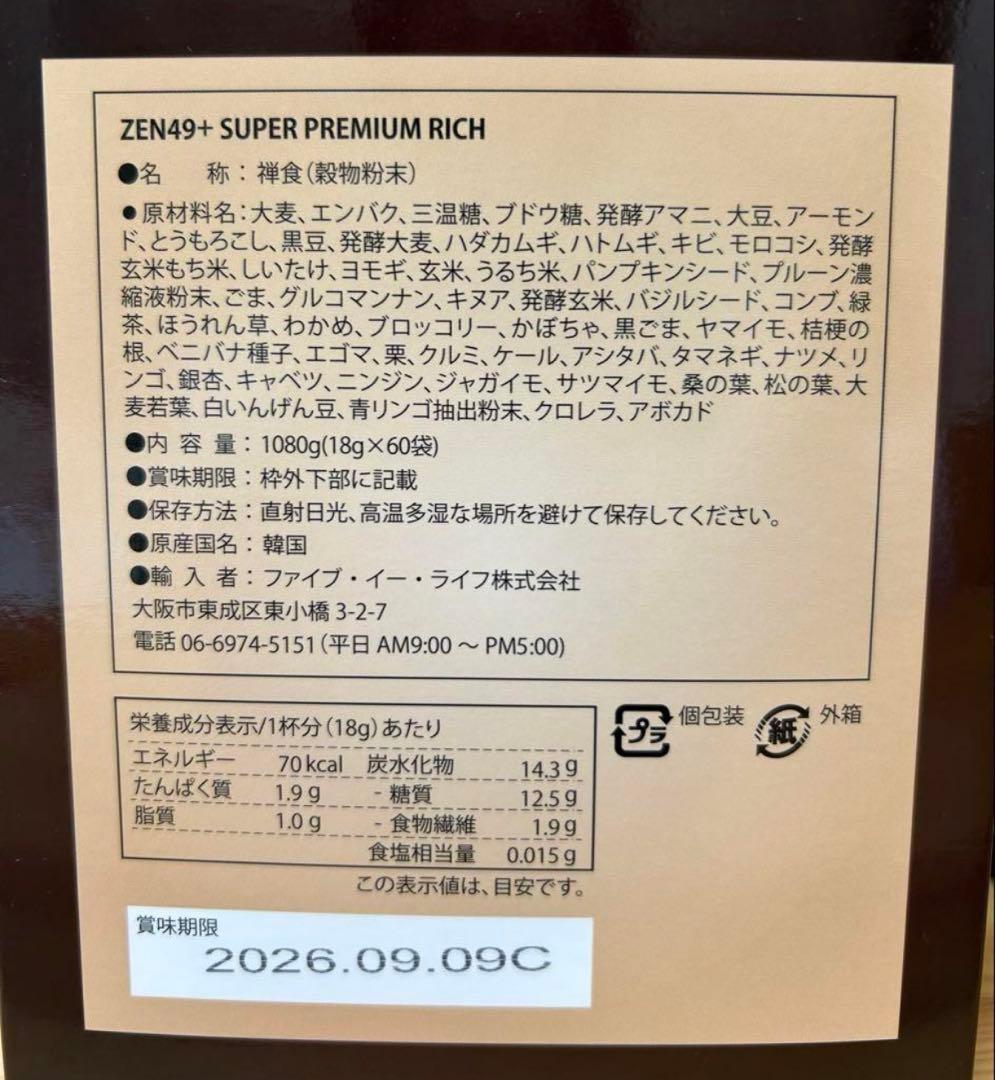 ZEN49+ SUPER PREMIUM RICH
●名　称：禅食（穀物粉末）
●原材料名：大麦、エンバク、三温糖、ブドウ糖、発酵アマニ、大豆、アーモン
ド、とうもろこし、黒豆、発酵大麦、ハダカムギ、ハトムギ、キビ、モロコシ、発酵
玄米もち米、しいたけ、ヨモギ、玄米、うるち米、パンプキンシード、プルーン濃
縮液粉末、ごま、グルコマンナン、キヌア、発酵玄米、バジルシード、コンブ、緑
茶、ほうれん草、わかめ、ブロッコリー、かぼちゃ、黒ごま、ヤマイモ、桔梗の
根、ベニバナ種子、エゴマ、栗、クルミ、ケール、アシタバ、タマネギ、ナツメ、リ
ンゴ、銀杏、キャベツ、ニンジン、ジャガイモ、サツマイモ、桑の葉、松の葉、大
麦若葉、白いんげん豆、青リンゴ抽出粉末、クロレラ、アボカド
●内容量：1080g(18g×60袋)
●賞味期限：枠外下部に記載
●保存方法：直射日光、高温多湿な場所を避けて保存してください。
●原産国名：韓国
●輸入者：ファイブ・イー・ライフ株式会社
大阪市東成区東小橋 3-2-7
電話 06-6974-5151（平日 AM9:00 〜 PM5:00）
栄養成分表示/1杯分（18g）あたり
エネルギー 70kcal 炭水化物 14.3g
たんぱく質 1.9g - 糖質 12.5g
脂質 1.0g - 食物繊維 1.9g
食塩相当量 0.015g
この表示値は、目安です。
プラ 個包装 紙 外箱
賞味期限
2026.09.09C